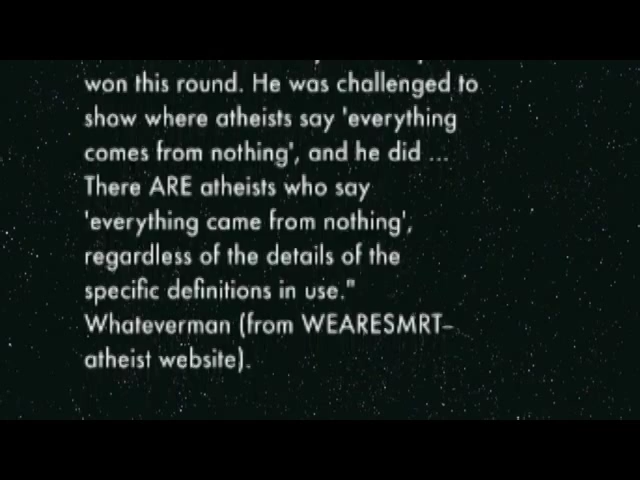 won this round. He was challenged to
show where atheists say 'everything
comes from nothing', and he did ...
There ARE atheists who say
'everything came from nothing',
regardless of the details of the
specific definitions in use."
Whateverman (from WEARESMRT–
atheist website).